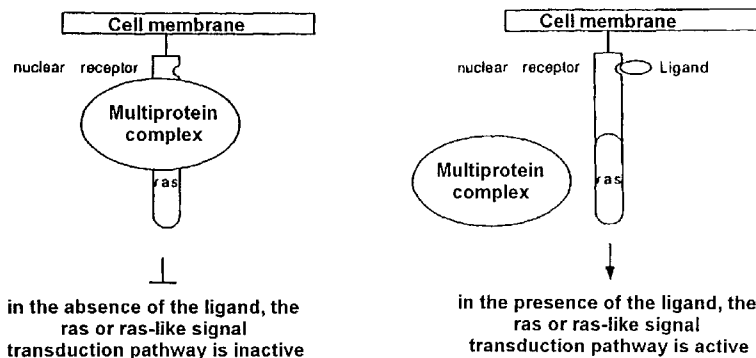 Cell membrane
nuclear receptor
Multiprotein
complex
ras
in the absence of the ligand, the
ras or ras-like signal
transduction pathway is inactive
Cell membrane
nuclear receptor
Ligand
Multiprotein
complex
ras
in the presence of the ligand, the
ras or ras-like signal
transduction pathway is active